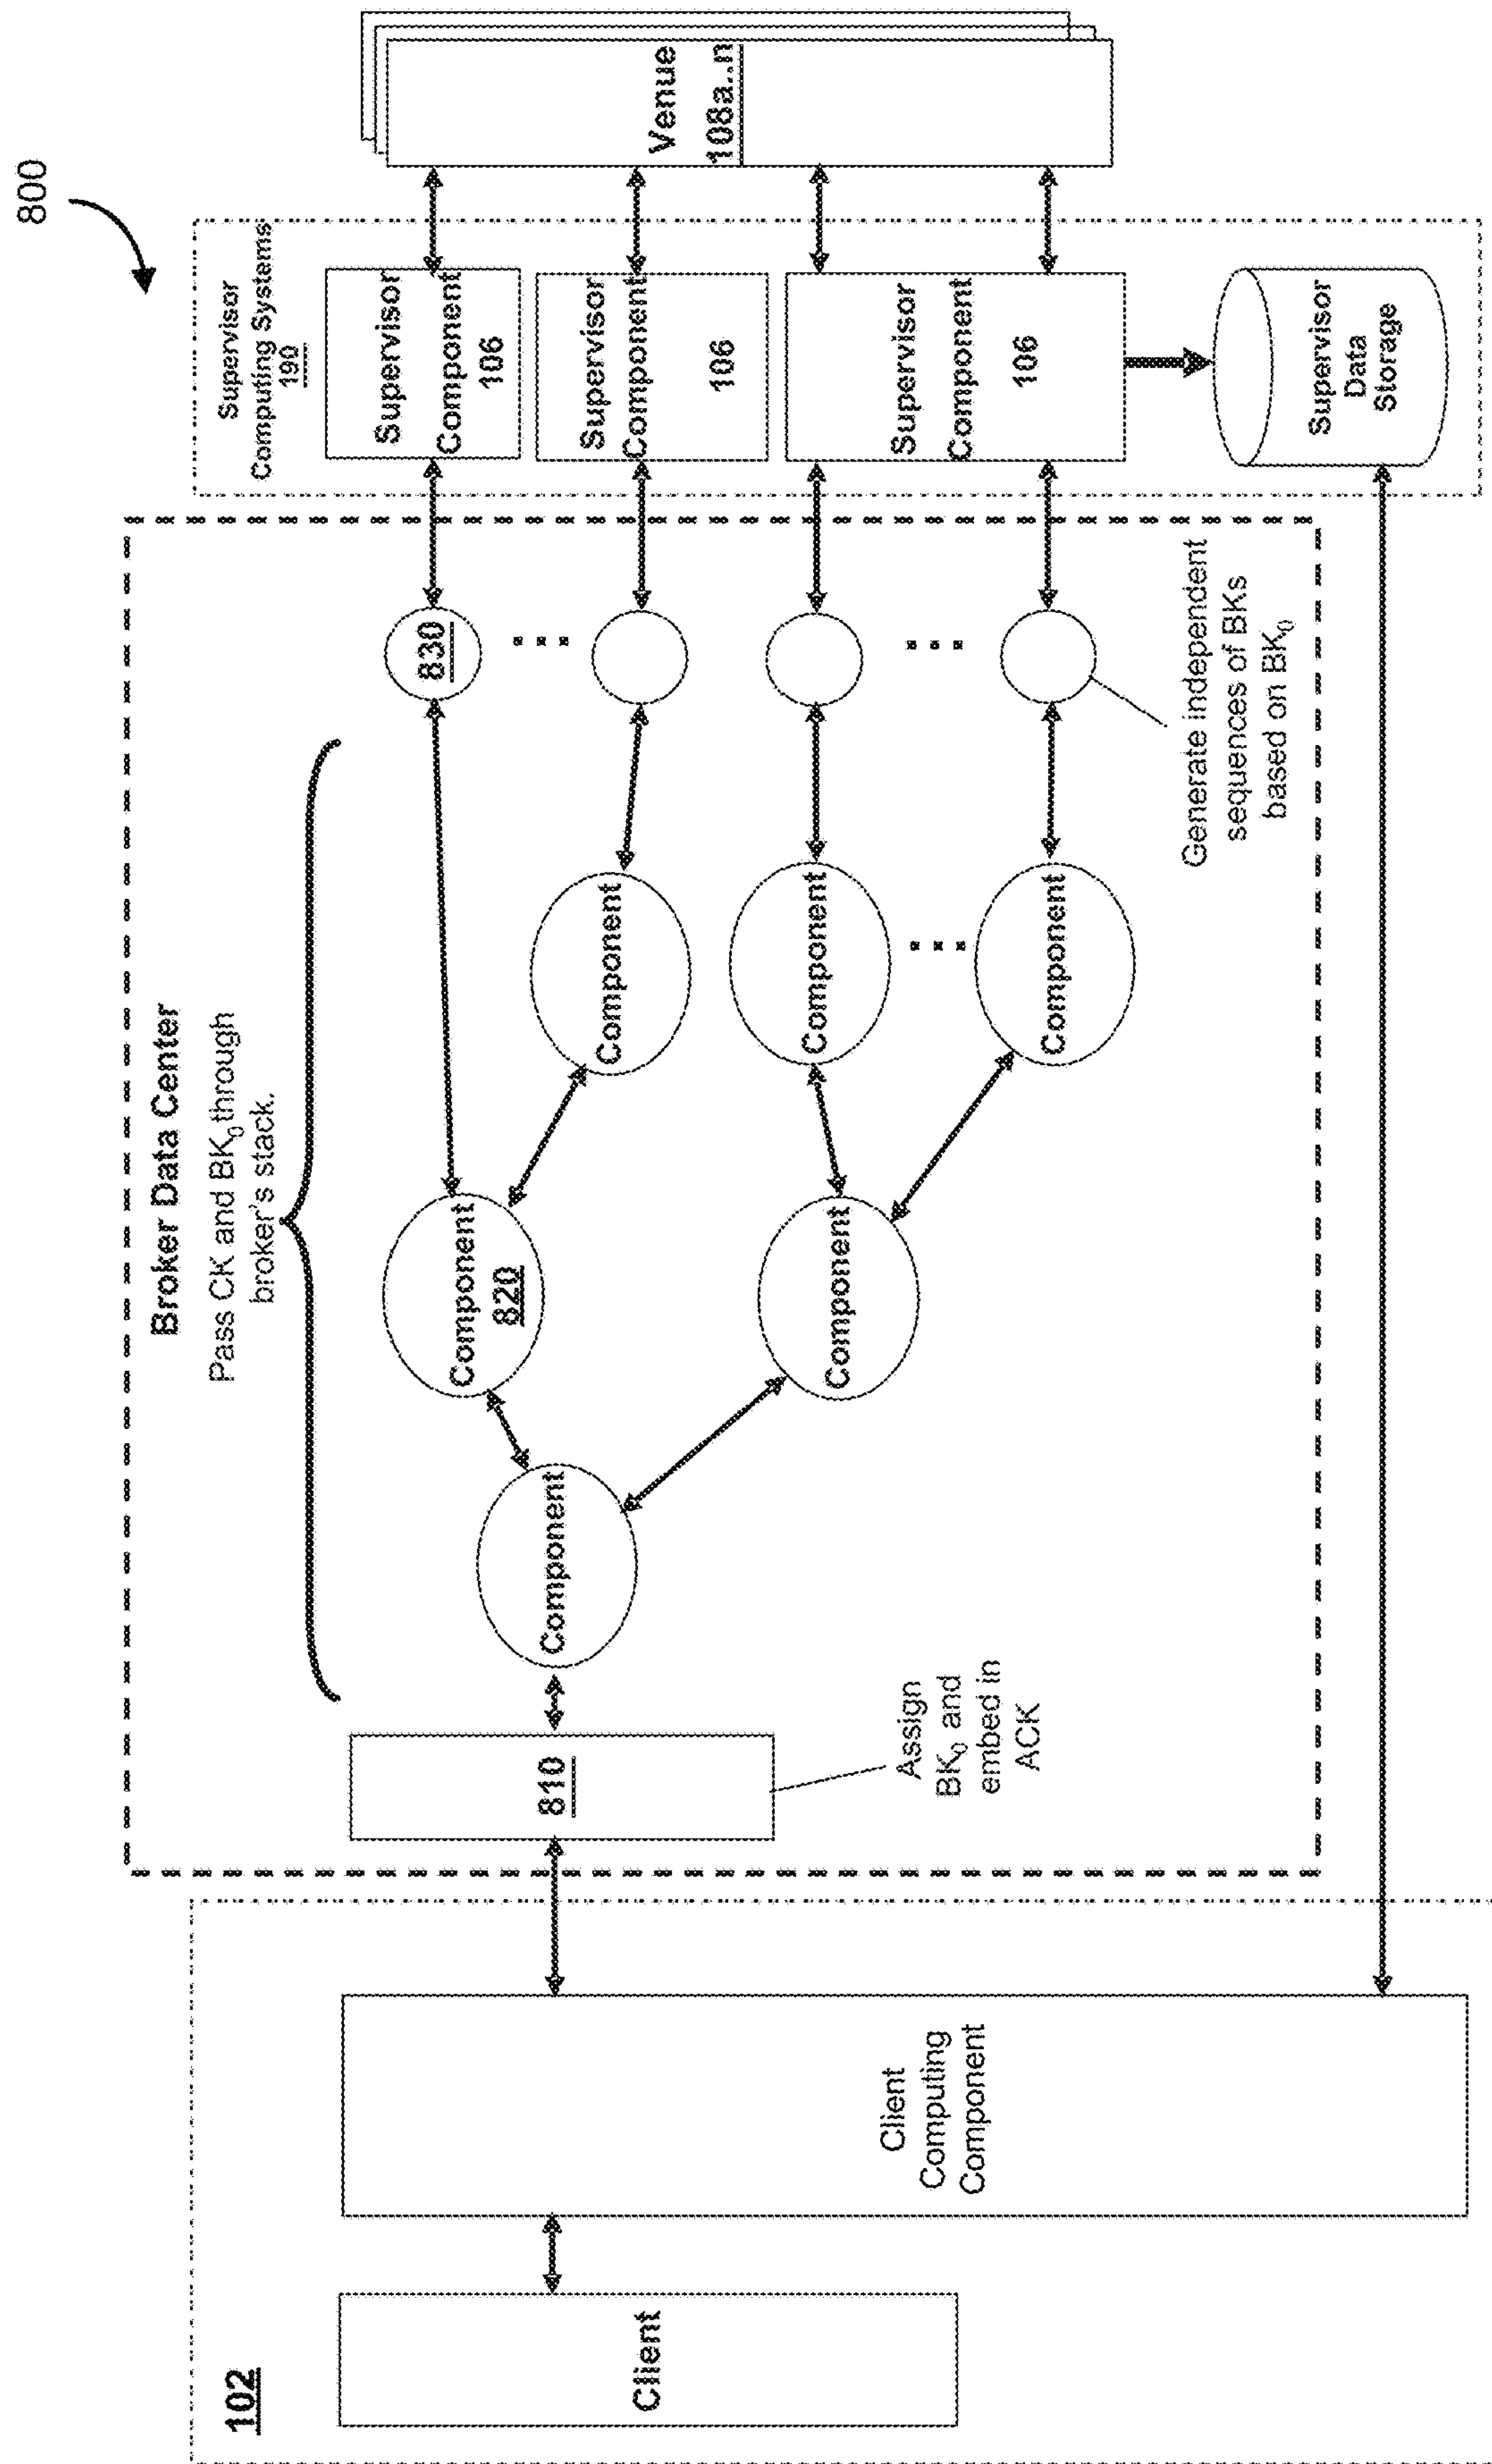 800
102
Client
Client
Computing
Component
Broker Data Center
Pass CK and BK0 through
broker's stack.
810
Assign
BK0 and
embed in
ACK
Component
Component
820
Component
Component
Component
Component
830
Generate independent
sequences of BKs
based on BK0
Supervisor
Computing Systems
190
Supervisor
Component
106
Supervisor
Component
106
Supervisor
Component
106
Supervisor
Data
Storage
Venue
108a..n